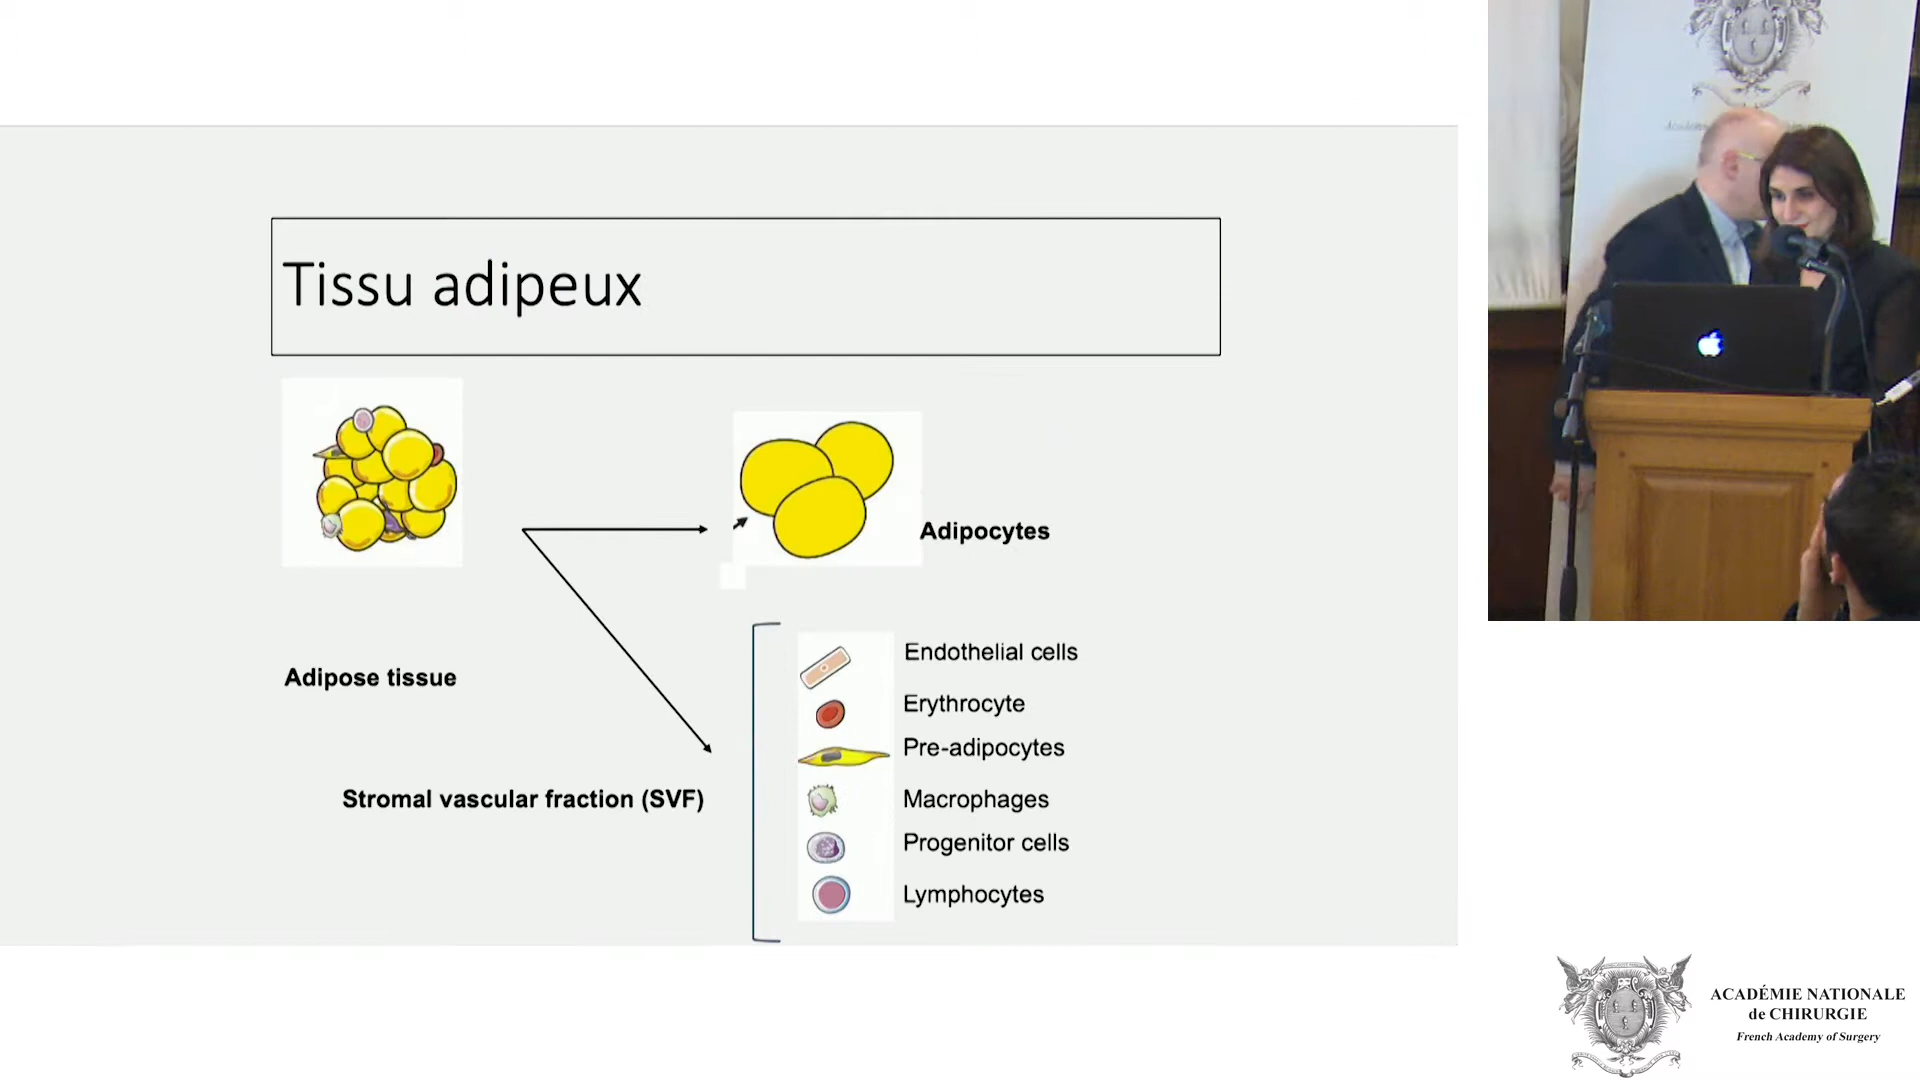 Tissu adipeux
Adipocytes
Adipose tissue
Stromal vascular fraction (SVF)
Endothelial cells
Erythrocyte
Pre-adipocytes
Macrophages
Progenitor cells
Lymphocytes
ACADÉMIE NATIONALE
de CHIRURGIE
French Academy of Surgery